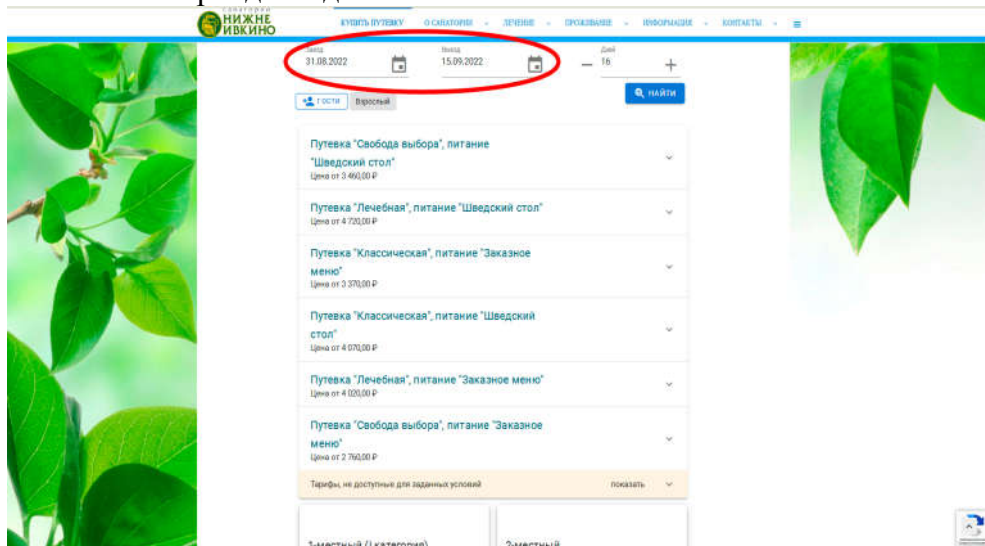 санаторий
НИЖНЕ
ИВКИНО
КУПИТЬ ПУТЕВКУ О САНАТОРИИ ЛЕЧЕНИЕ ПРОЖИВАНИЕ ИНФОРМАЦИЯ КОНТАКТЫ
Заезд Выезд Дней
31.08.2022 15.09.2022 — 16 +
ГОСТИ Взрослый НАЙТИ
Путевка "Свобода выбора", питание
"Шведский стол"
Цена от 3 460,00 ₽
Путевка "Лечебная", питание "Шведский стол"
Цена от 4 720,00 ₽
Путевка "Классическая", питание "Заказное
меню"
Цена от 3 370,00 ₽
Путевка "Классическая", питание "Шведский
стол"
Цена от 4 070,00 ₽
Путевка "Лечебная", питание "Заказное меню"
Цена от 4 020,00 ₽
Путевка "Свобода выбора", питание "Заказное
меню"
Цена от 2 760,00 ₽
Тарифы, не доступные для заданных условий показать
1-местный (I категория) 2-местный